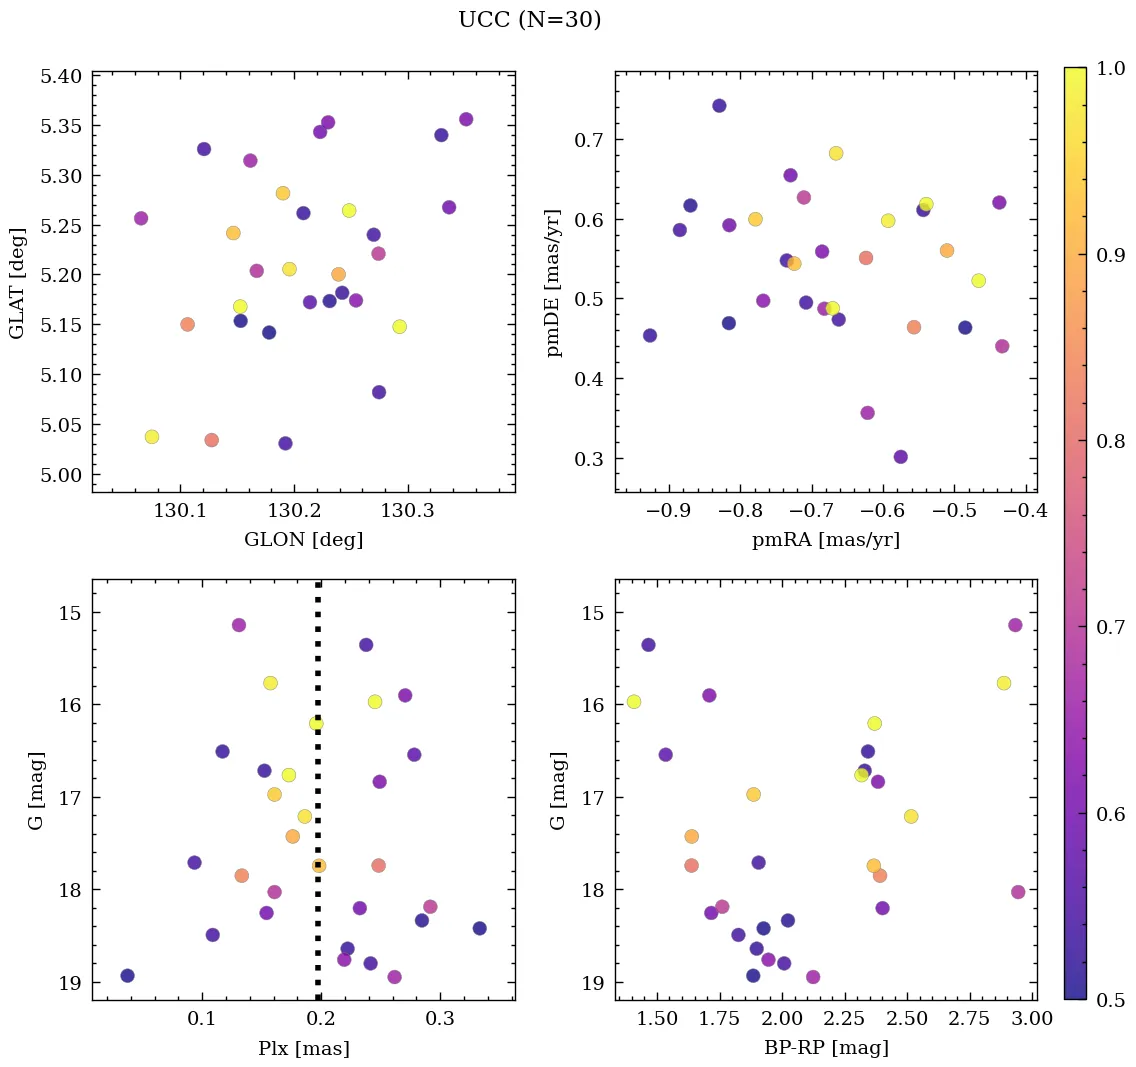 UCC (N=30)
5.40
5.35
5.30
5.25
5.20
5.15
5.10
5.05
5.00
GLAT [deg]
130.1 130.2 130.3
GLON [deg]
0.7
0.6
0.5
0.4
0.3
pmDE [mas/yr]
−0.9 −0.8 −0.7 −0.6 −0.5 −0.4
pmRA [mas/yr]
15
16
17
18
19
G [mag]
0.1 0.2 0.3
Plx [mas]
15
16
17
18
19
G [mag]
1.50 1.75 2.00 2.25 2.50 2.75 3.00
BP-RP [mag]
1.0
0.9
0.8
0.7
0.6
0.5